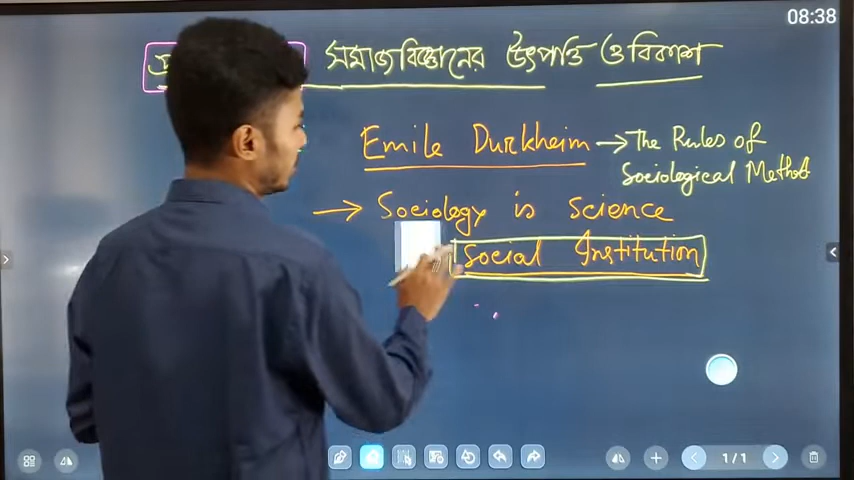 08:38
সমাজবিজ্ঞানের উৎপত্তি ও বিকাশ
Emile Durkheim → The Rules of
Sociological Method
→ Sociology is science
Social Institution
1/1